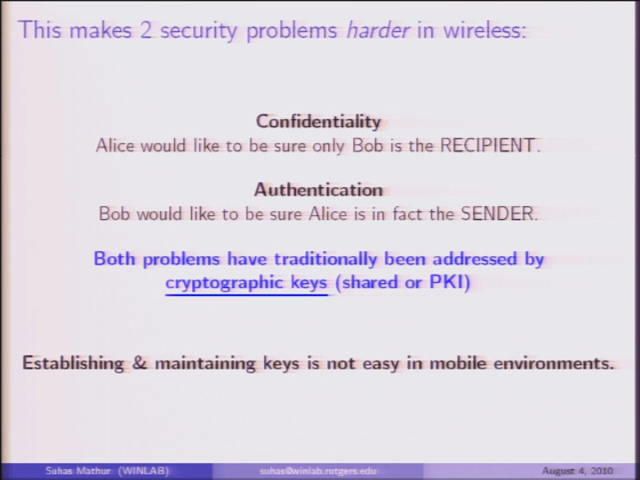 This makes 2 security problems harder in wireless:
Confidentiality
Alice would like to be sure only Bob is the RECIPIENT.
Authentication
Bob would like to be sure Alice is in fact the SENDER.
Both problems have traditionally been addressed by
cryptographic keys (shared or PKI)
Establishing & maintaining keys is not easy in mobile environments.
Suhas Mathur (WINLAB)
suhas@winlab.rutgers.edu
August 4, 2010